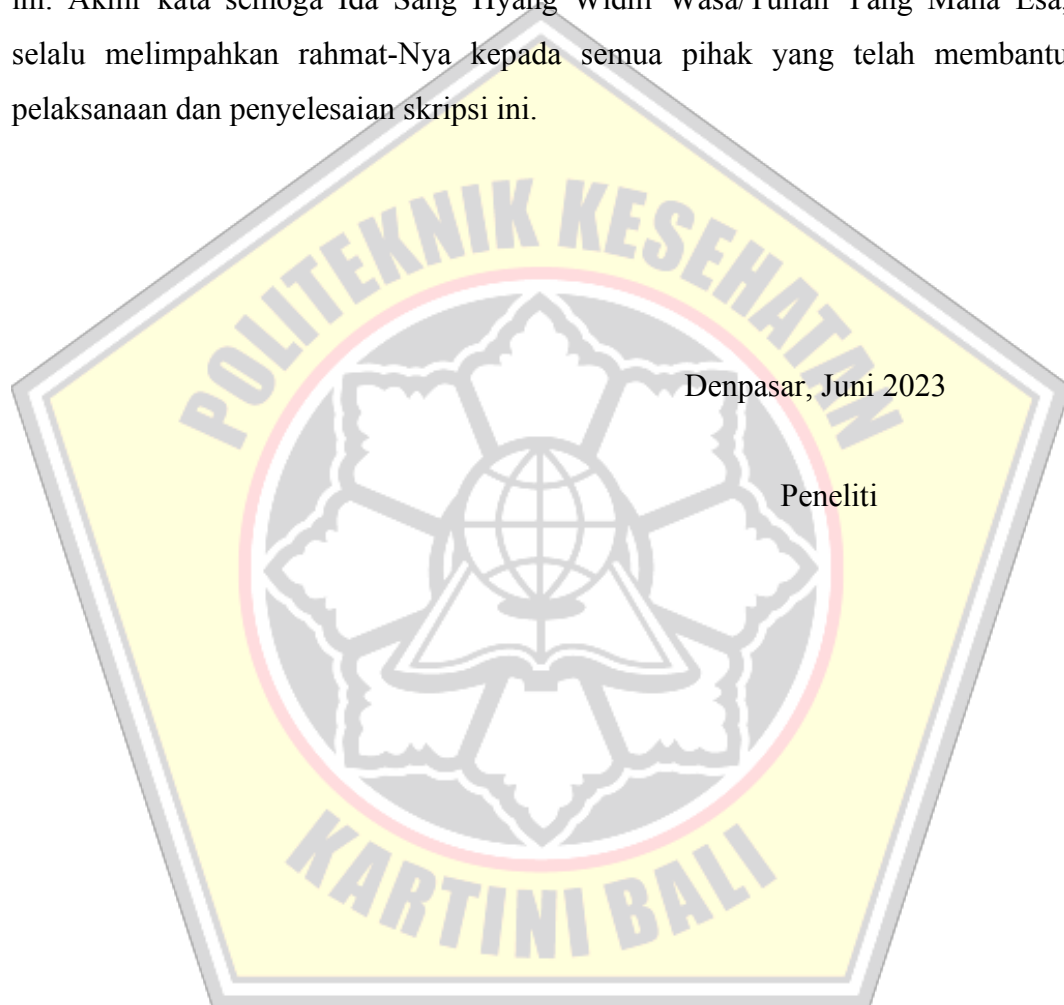 ini. Akhir kata semoga Ida Sang Hyang Widhi Wasa/Tuhan Yang Maha Esa,
selalu melimpahkan rahmat-Nya kepada semua pihak yang telah membantu
pelaksanaan dan penyelesaian skripsi ini.
POLITEKNIK KESEHATAN
Denpasar, Juni 2023
Peneliti
KARTINI BALI